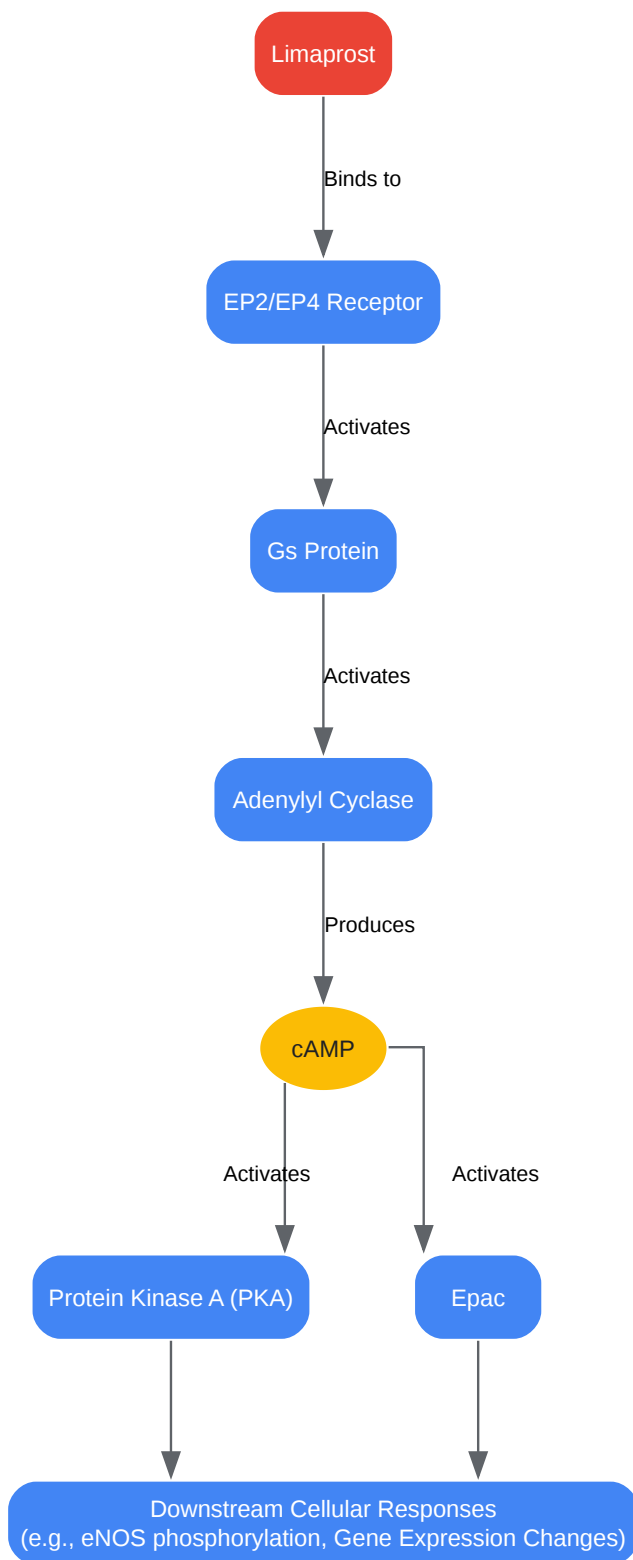 Limaprost
Binds to
EP2/EP4 Receptor
Activates
Gs Protein
Activates
Adenylyl Cyclase
Produces
cAMP
Activates
Activates
Protein Kinase A (PKA)
Epac
Downstream Cellular Responses
(e.g., eNOS phosphorylation, Gene Expression Changes)